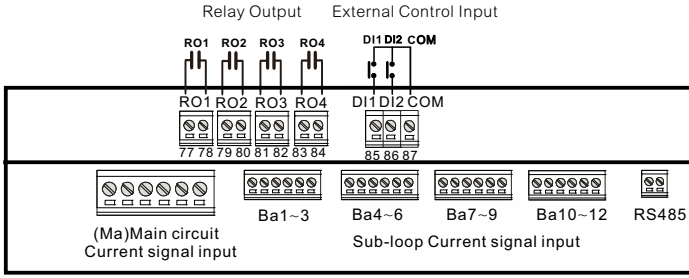 Relay Output External Control Input
RO1 RO2 RO3 RO4 DI1 DI2 COM
RO1 RO2 RO3 RO4 DI1 DI2 COM
77 78 79 80 81 82 83 84 85 86 87
Ba1~3 Ba4~6 Ba7~9 Ba10~12 RS485
(Ma)Main circuit
Current signal input
Sub-loop Current signal input